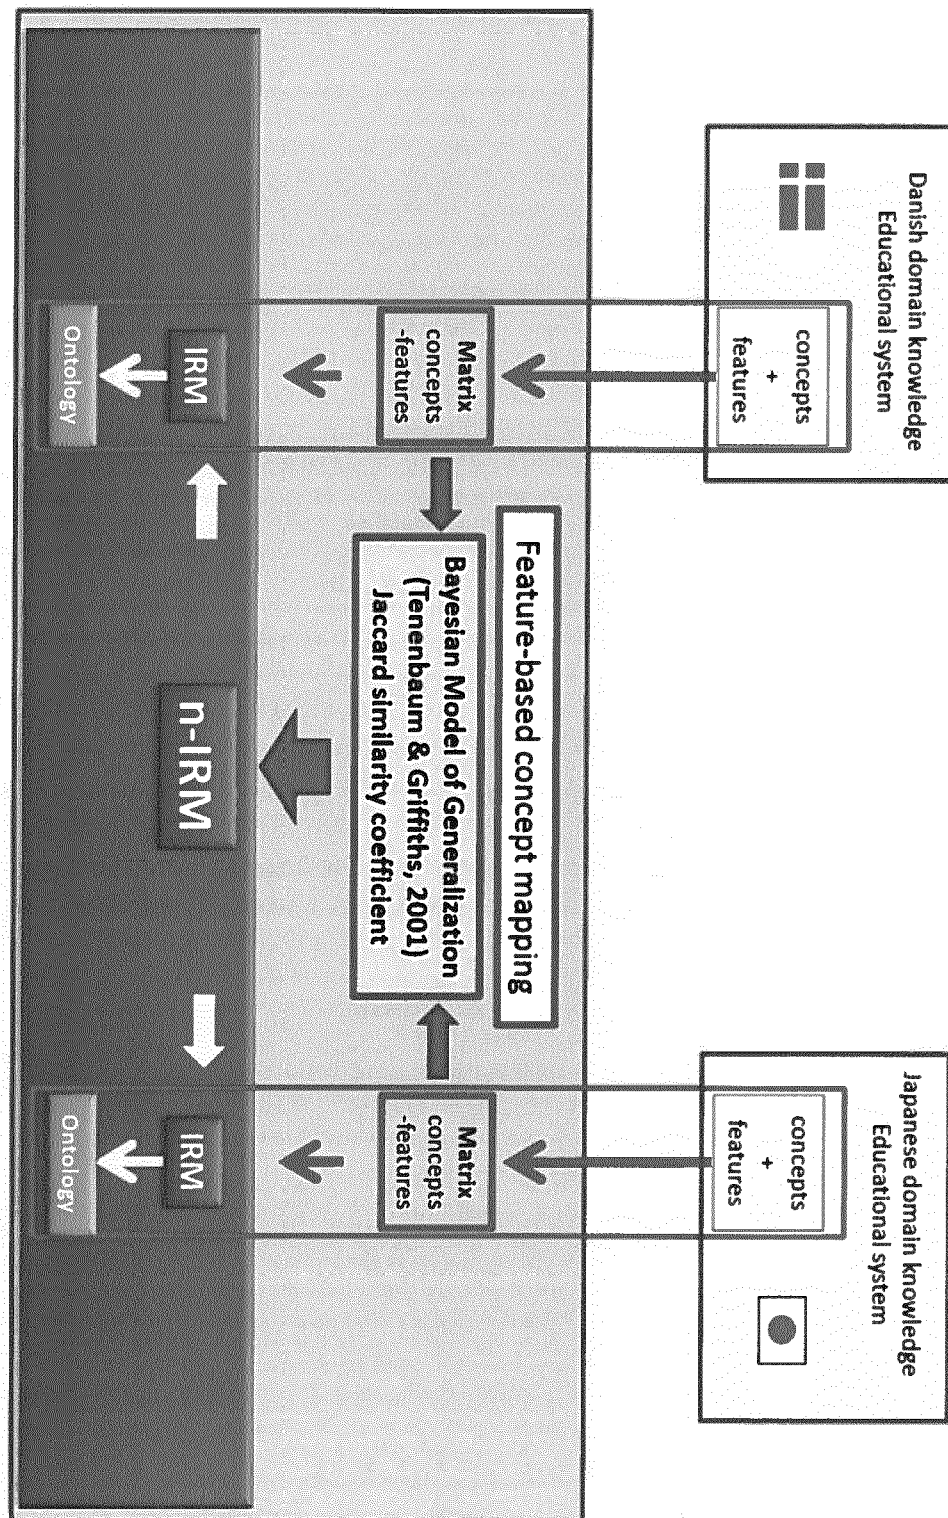 Danish domain knowledge
Educational system
concepts
+
features
Japanese domain knowledge
Educational system
concepts
+
features
Feature-based concept mapping
Matrix
concepts
-features
Bayesian Model of Generalization
(Tenenbaum & Griffiths, 2001)
Jaccard similarity coefficient
Matrix
concepts
-features
IRM
n-IRM
IRM
Ontology
Ontology